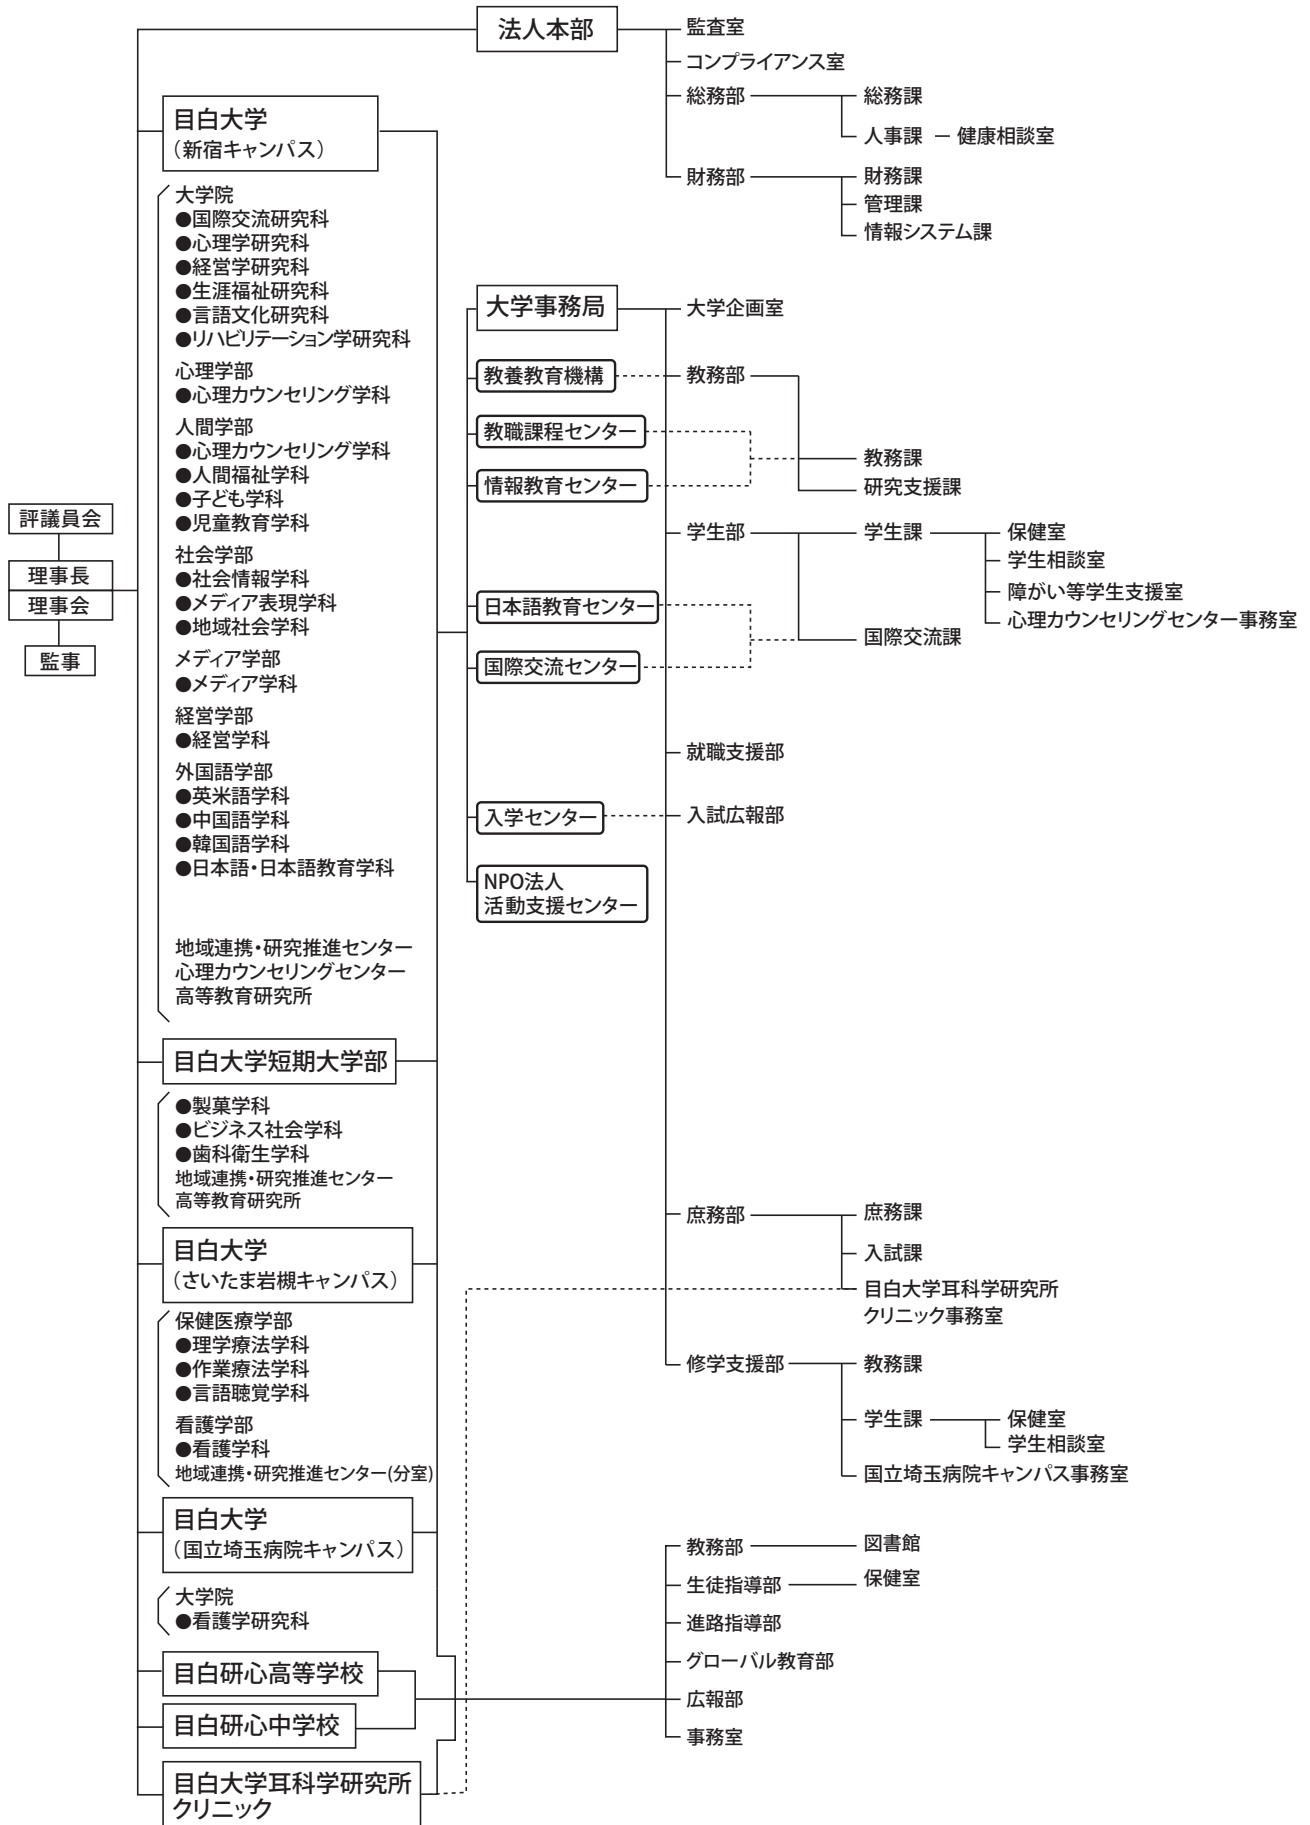 評議員会
理事長
理事会
監事
法人本部
監査室
コンプライアンス室
総務部
総務課
人事課 － 健康相談室
財務部
財務課
管理課
情報システム課
目白大学
（新宿キャンパス）
大学院
●国際交流研究科
●心理学研究科
●経営学研究科
●生涯福祉研究科
●言語文化研究科
●リハビリテーション学研究科
心理学部
●心理カウンセリング学科
人間学部
●心理カウンセリング学科
●人間福祉学科
●子ども学科
●児童教育学科
社会学部
●社会情報学科
●メディア表現学科
●地域社会学科
メディア学部
●メディア学科
経営学部
●経営学科
外国語学部
●英米語学科
●中国語学科
●韓国語学科
●日本語・日本語教育学科
地域連携・研究推進センター
心理カウンセリングセンター
高等教育研究所
目白大学短期大学部
●製菓学科
●ビジネス社会学科
●歯科衛生学科
地域連携・研究推進センター
高等教育研究所
目白大学
（さいたま岩槻キャンパス）
保健医療学部
●理学療法学科
●作業療法学科
●言語聴覚学科
看護学部
●看護学科
地域連携・研究推進センター(分室)
目白大学
（国立埼玉病院キャンパス）
大学院
●看護学研究科
目白研心高等学校
目白研心中学校
目白大学耳科学研究所
クリニック
大学事務局
教養教育機構
教職課程センター
情報教育センター
日本語教育センター
国際交流センター
入学センター
NPO法人
活動支援センター
大学企画室
教務部
教務課
研究支援課
学生部
学生課
保健室
学生相談室
障がい等学生支援室
心理カウンセリングセンター事務室
国際交流課
就職支援部
入試広報部
庶務部
庶務課
入試課
目白大学耳科学研究所
クリニック事務室
修学支援部
教務課
学生課
保健室
学生相談室
国立埼玉病院キャンパス事務室
教務部
図書館
生徒指導部
保健室
進路指導部
グローバル教育部
広報部
事務室